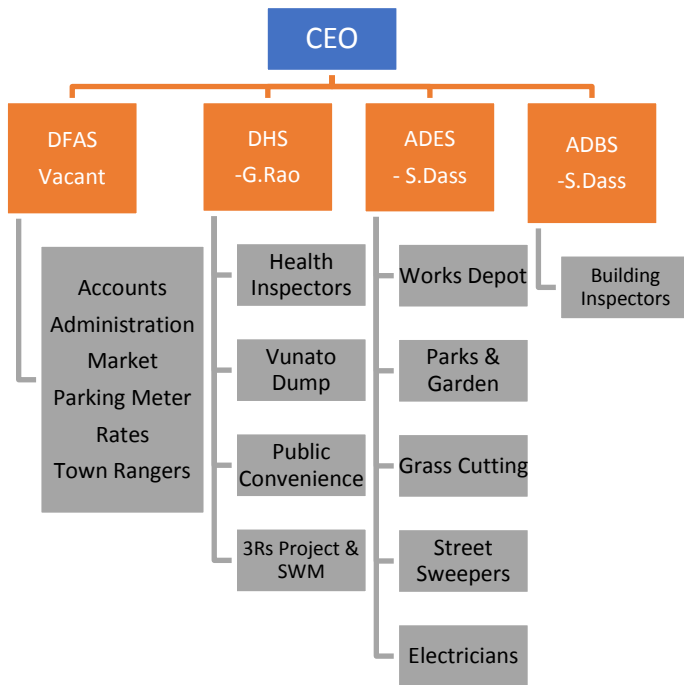 CEO
DFAS
Vacant
DHS
-G.Rao
ADES
- S.Dass
ADBS
-S.Dass
Accounts
Administration
Market
Parking Meter
Rates
Town Rangers
Health
Inspectors
Vunato
Dump
Public
Convenience
3Rs Project &
SWM
Works Depot
Parks &
Garden
Grass Cutting
Street
Sweepers
Electricians
Building
Inspectors